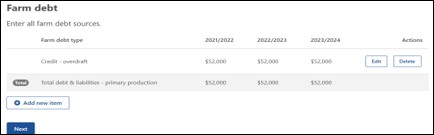 Farm debt
Enter all farm debt sources.
Farm debt type 2021/2022 2022/2023 2023/2024 Actions
Credit - overdraft $52,000 $52,000 $52,000 Edit Delete
Total Total debt & liabilities - primary production $52,000 $52,000 $52,000
Add new item
Next